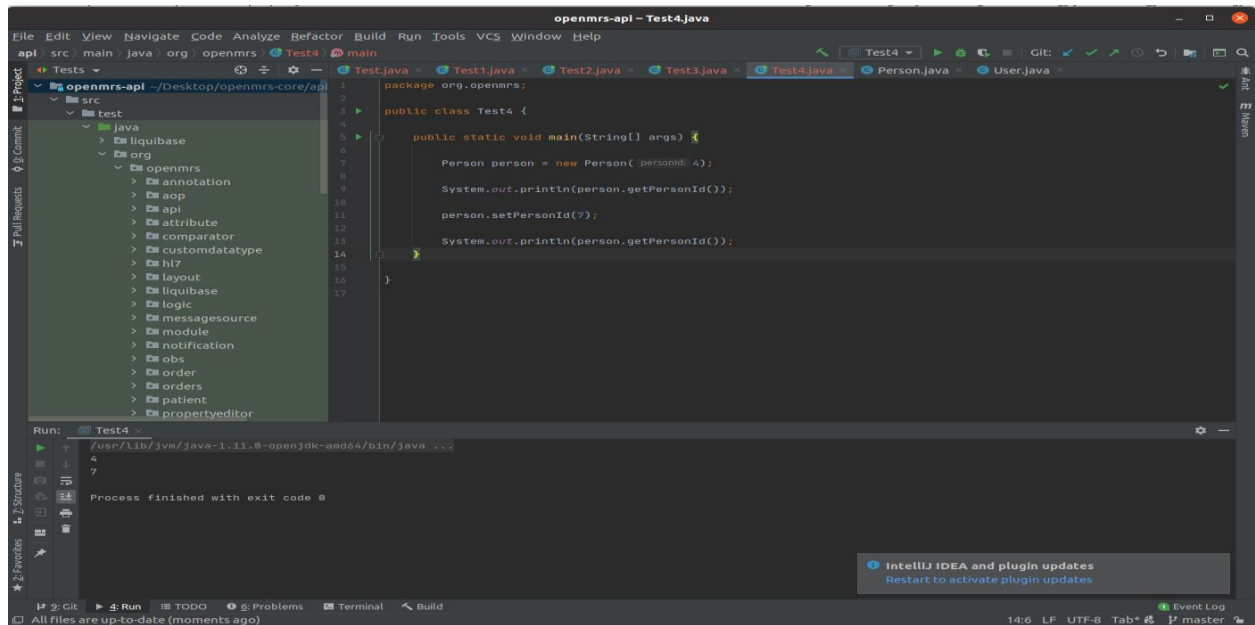 openmrs-api – Test4.java
File Edit View Navigate Code Analyze Refactor Build Run Tools VCS Window Help
api src main java org openmrs Test4 main
Test4
Git:
Tests
Test.java Test1.java Test2.java Test3.java Test4.java Person.java User.java
1: Project
0: Commit
Pull Requests
7: Structure
2: Favorites
Ant
Maven
openmrs-api ~/Desktop/openmrs-core/api
src
test
java
liquibase
org
openmrs
annotation
aop
api
attribute
comparator
customdatatype
hl7
layout
liquibase
logic
messagesource
module
notification
obs
order
orders
patient
propertyeditor
1 package org.openmrs;
2
3 public class Test4 {
4
5 public static void main(String[] args) {
6
7 Person person = new Person( personId: 4);
8
9 System.out.println(person.getPersonId());
10
11 person.setPersonId(7);
12
13 System.out.println(person.getPersonId());
14 }
15
16 }
17
Run: Test4
/usr/lib/jvm/java-1.11.0-openjdk-amd64/bin/java ...
4
7
Process finished with exit code 0
IntelliJ IDEA and plugin updates
Restart to activate plugin updates
9: Git 4: Run TODO 6: Problems Terminal Build
1 Event Log
All files are up-to-date (moments ago)
14:6 LF UTF-8 Tab* master